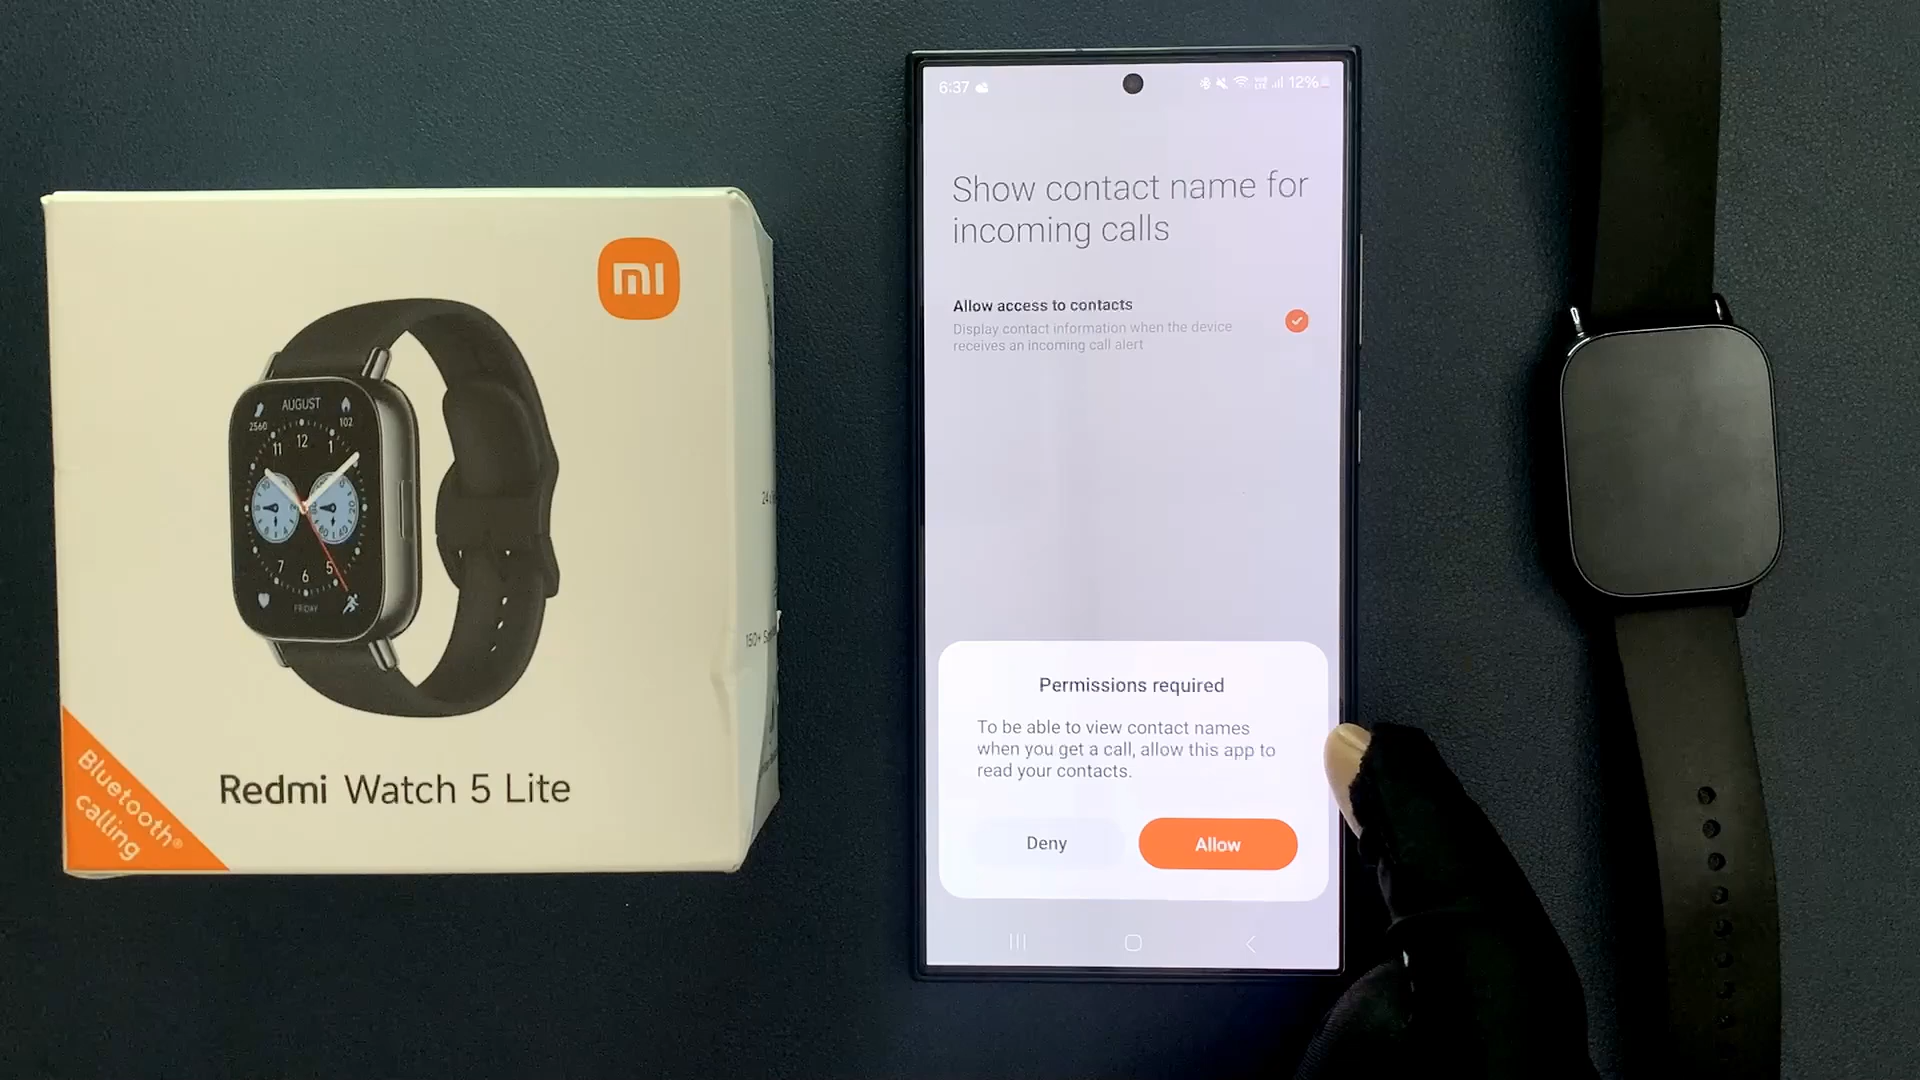 mi
AUGUST
2560
102
12
11
1
7
6
5
FRIDAY
Redmi Watch 5 Lite
Bluetooth®
calling
6:37
12%
Show contact name for
incoming calls
Allow access to contacts
Display contact information when the device
receives an incoming call alert
Permissions required
To be able to view contact names
when you get a call, allow this app to
read your contacts.
Deny
Allow